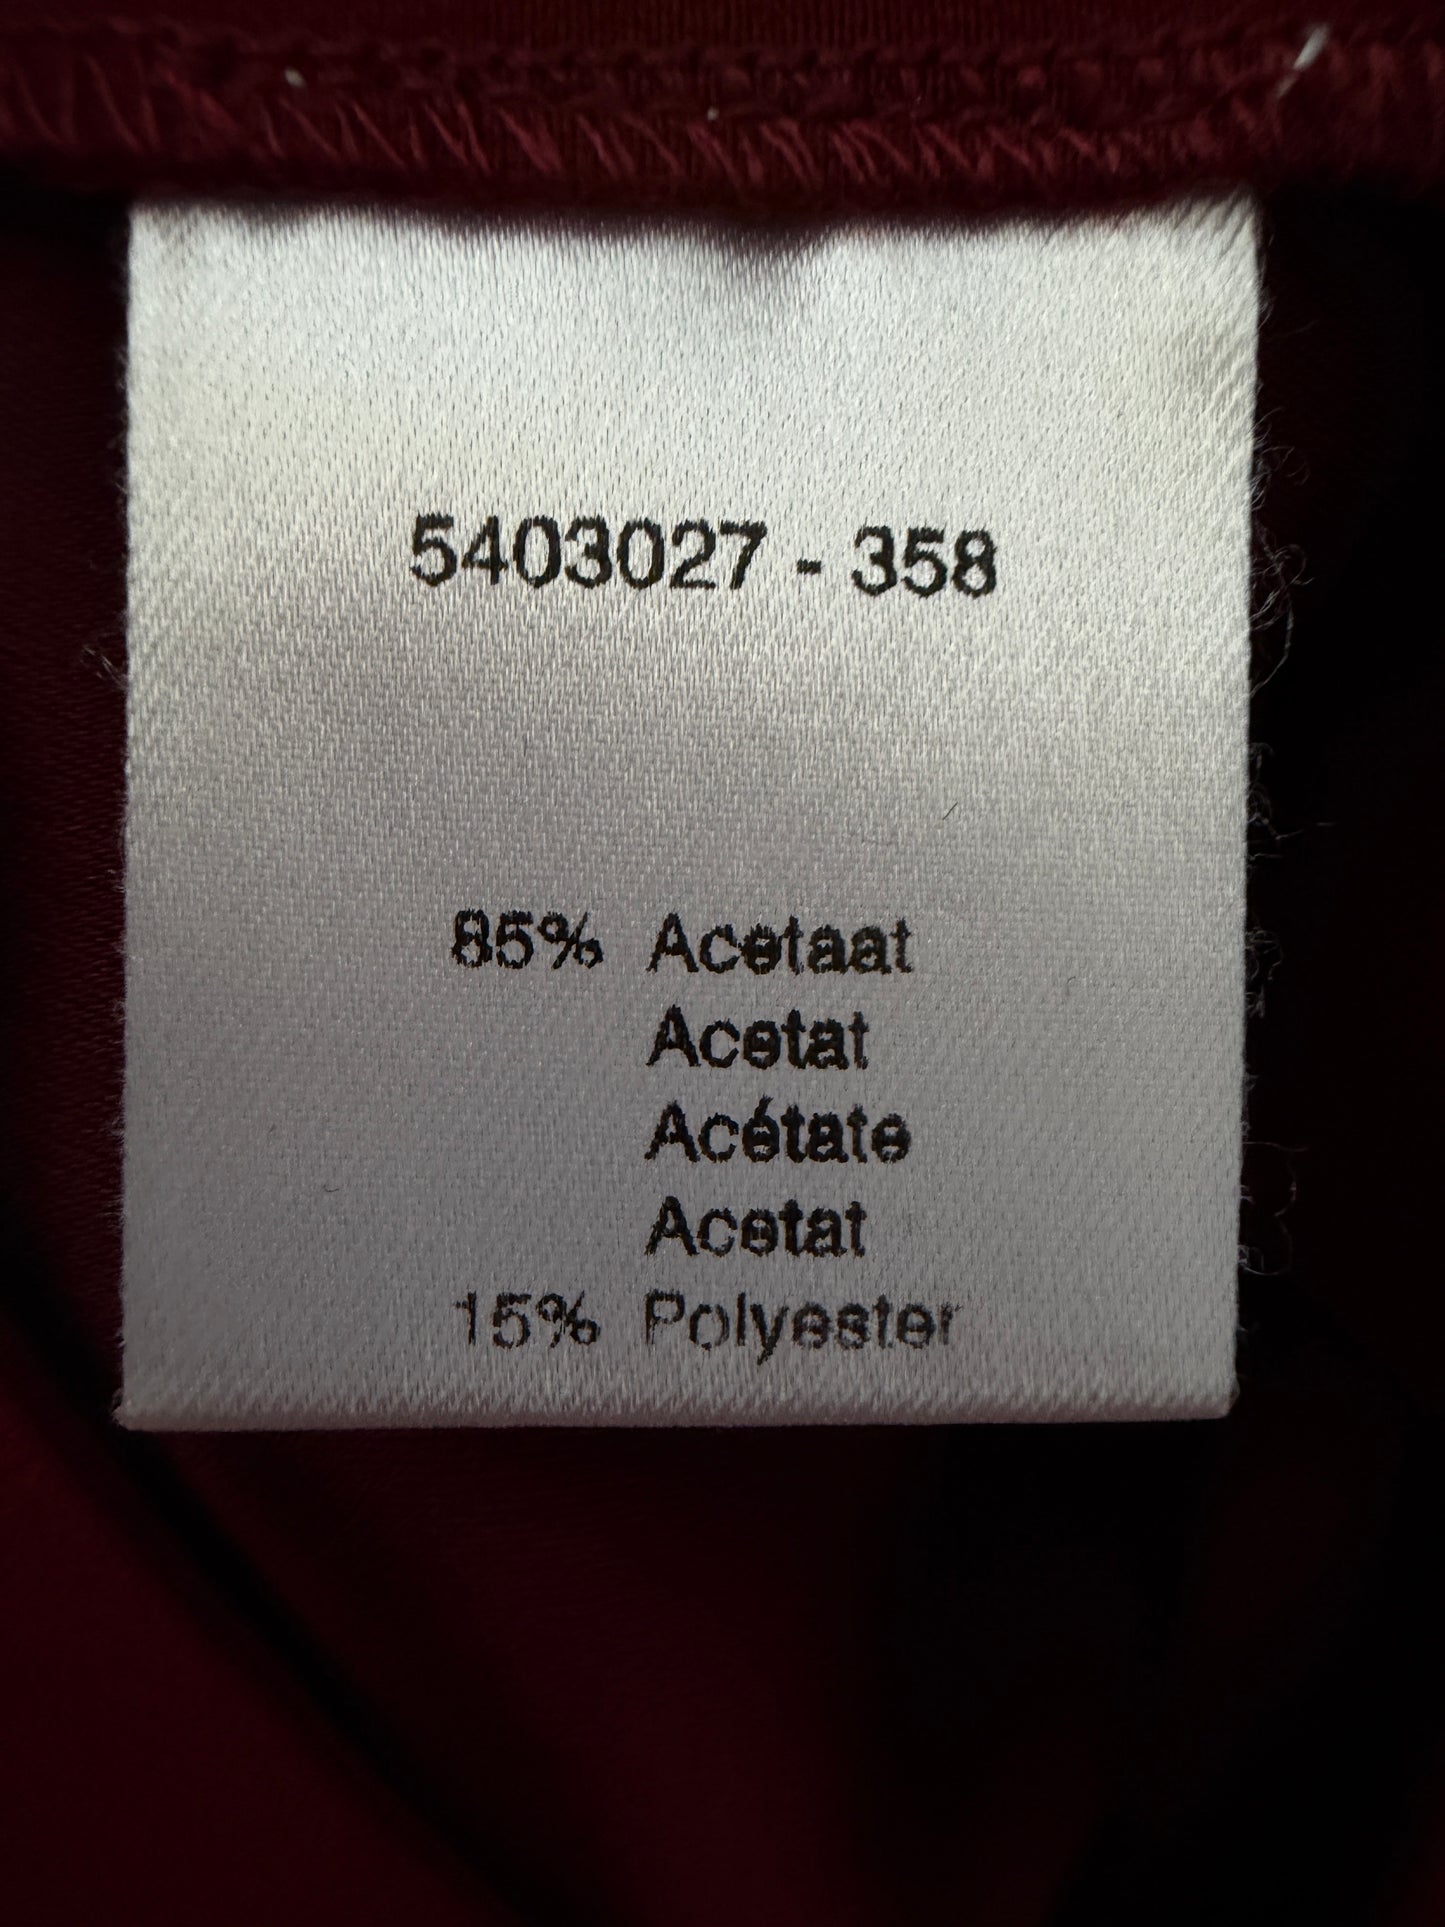 5403027 - 358
85% Acetaat
Acetat
Acétate
Acetat
15% Polyester